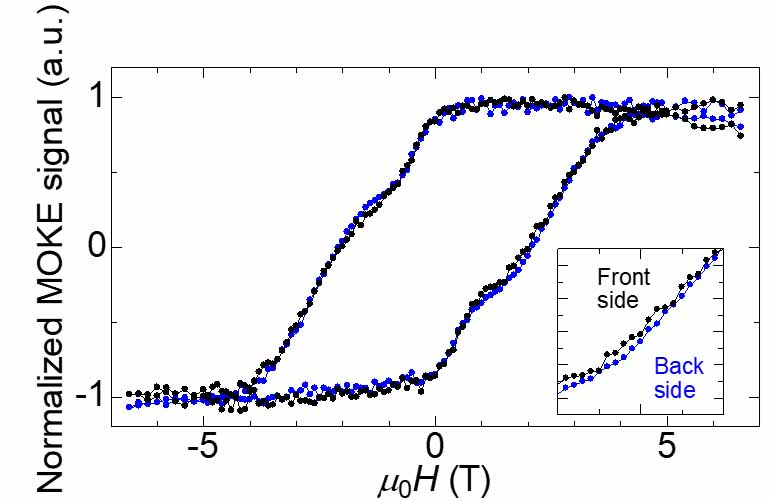 Normalized MOKE signal (a.u.)
1
0
-1
Front
side
Back
side
-5
0
5
μ₀H (T)